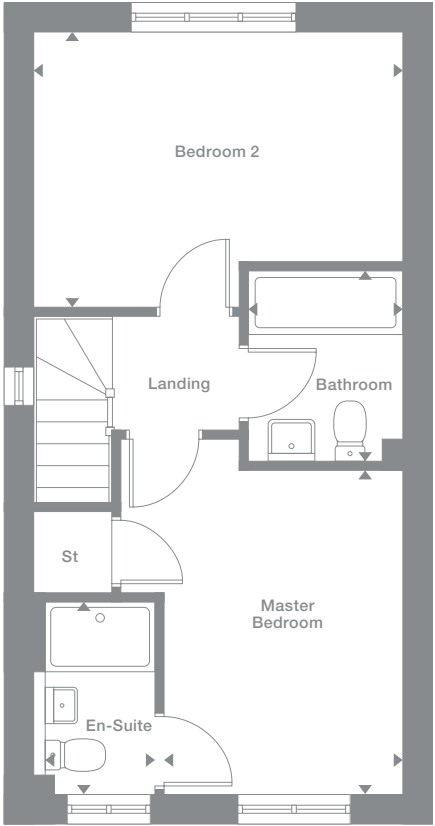 Bedroom 2
Landing
Bathroom
St
Master
Bedroom
En-Suite